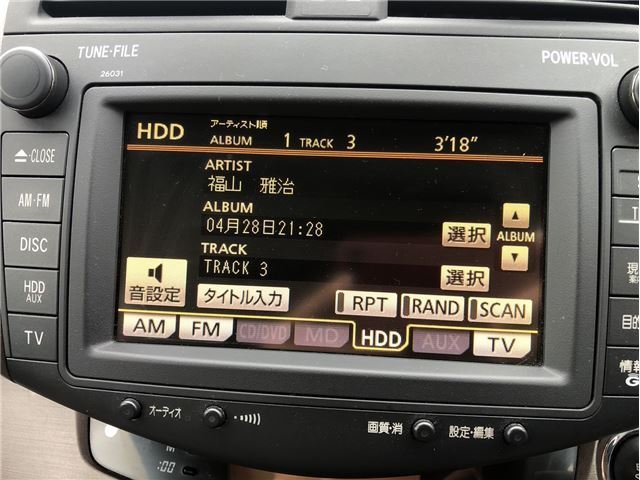 TUNE·FILE
26031
POWER·VOL
HDD アーティスト順
ALBUM 1 TRACK 3 3'18"
ARTIST
福山 雅治
ALBUM
04月28日21:28
選択
ALBUM
TRACK
TRACK 3
選択
音設定
タイトル入力
RPT
RAND
SCAN
AM
FM
CD/DVD
MD
HDD
AUX
TV
CLOSE
AM·FM
DISC
HDD
AUX
TV
オーディオ
画質·消
設定·編集
M
:00
現
目的
情報
G